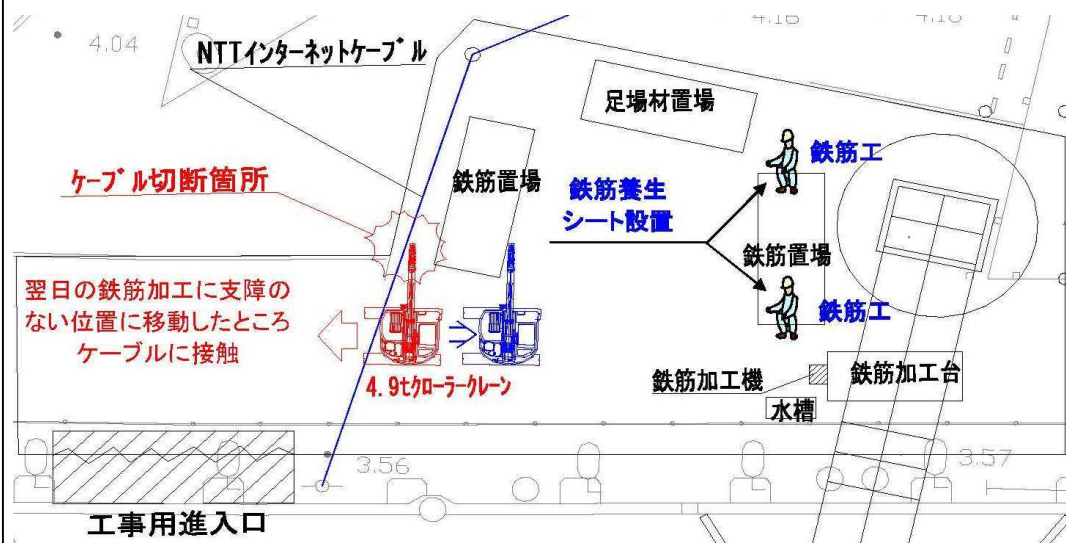 4.04
4.16
4.16
NTTインターネットケーブル
足場材置場
鉄筋工
ケーブル切断箇所
鉄筋置場
鉄筋養生
シート設置
鉄筋置場
翌日の鉄筋加工に支障の
ない位置に移動したところ
ケーブルに接触
鉄筋工
4.9tクローラークレーン
鉄筋加工機
鉄筋加工台
水槽
3.56
3.57
工事用進入口